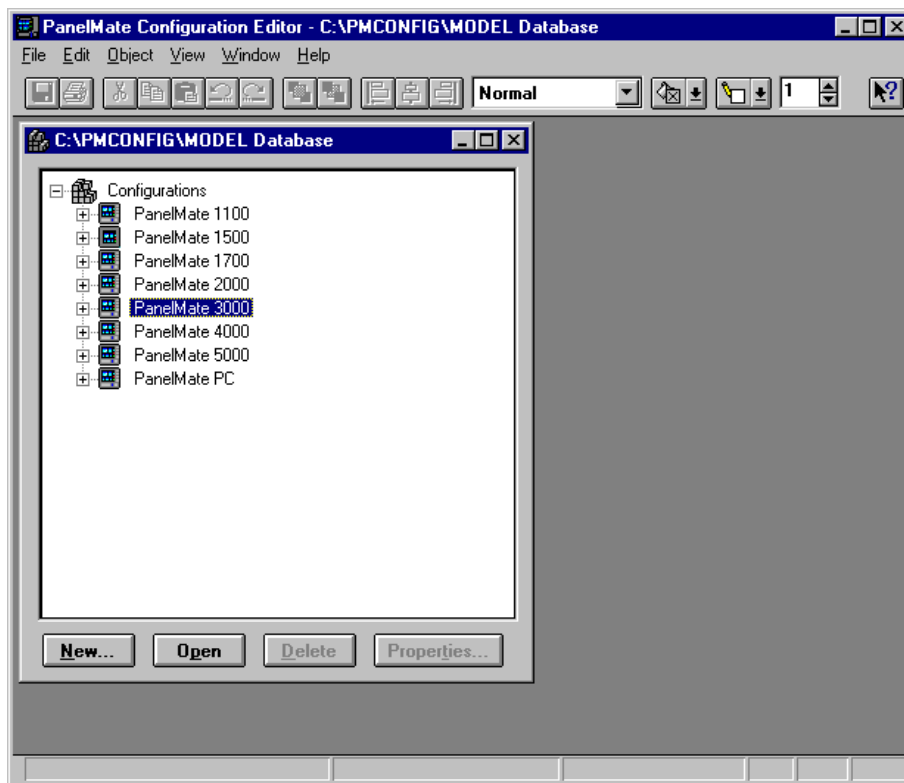 PanelMate Configuration Editor - C:\PMCONFIG\MODEL Database
File Edit Object View Window Help
Normal 1
C:\PMCONFIG\MODEL Database
Configurations
PanelMate 1100
PanelMate 1500
PanelMate 1700
PanelMate 2000
PanelMate 3000
PanelMate 4000
PanelMate 5000
PanelMate PC
New... Open Delete Properties...